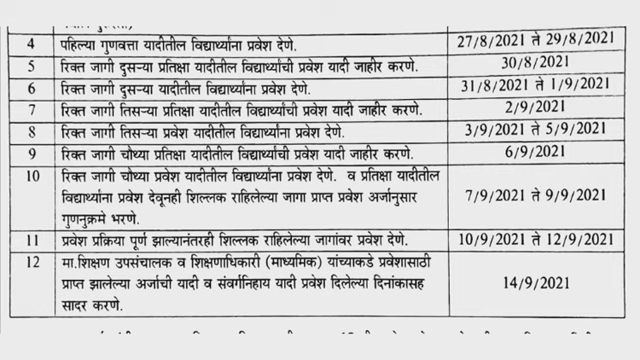 4 पहिल्या गुणवत्ता यादीतील विद्यार्थ्यांना प्रवेश देणे. 27/8/2021 ते 29/8/2021
5 रिक्त जागी दुसऱ्या प्रतिक्षा यादीतील विद्यार्थ्यांची प्रवेश यादी जाहीर करणे. 30/8/2021
6 रिक्त जागी दुसऱ्या यादीतील विद्यार्थ्यांना प्रवेश देणे. 31/8/2021 ते 1/9/2021
7 रिक्त जागी तिसऱ्या प्रतिक्षा यादीतील विद्यार्थ्यांची प्रवेश यादी जाहीर करणे. 2/9/2021
8 रिक्त जागी तिसऱ्या प्रवेश यादीतील विद्यार्थ्यांना प्रवेश देणे. 3/9/2021 ते 5/9/2021
9 रिक्त जागी चौथ्या प्रतिक्षा यादीतील विद्यार्थ्यांची प्रवेश यादी जाहीर करणे. 6/9/2021
10 रिक्त जागी चौथ्या प्रवेश यादीतील विद्यार्थ्यांना प्रवेश देणे. व प्रतिक्षा यादीतील
विद्यार्थ्यांना प्रवेश देवूनही शिल्लक राहिलेल्या जागा प्राप्त प्रवेश अर्जानुसार 7/9/2021 ते 9/9/2021
गुणनुक्रमे भरणे.
11 प्रवेश प्रक्रिया पूर्ण झाल्यानंतरही शिल्लक राहिलेल्या जागांवर प्रवेश देणे. 10/9/2021 ते 12/9/2021
12 मा.शिक्षण उपसंचालक व शिक्षणाधिकारी (माध्यमिक) यांच्याकडे प्रवेशासाठी
प्राप्त झालेल्या अर्जाची यादी व संवर्गनिहाय यादी प्रवेश दिलेल्या दिनांकासह 14/9/2021
सादर करणे.